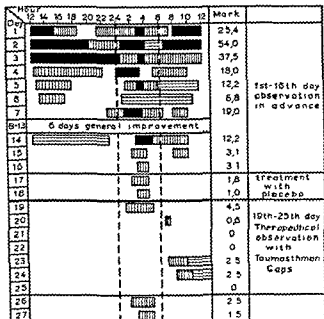 Hour
Day
12 14 16 18 20 22 24 2 4 6 8 10 12
Mark
1 25,4
2 54,0
3 37,5
4 18,0
5 12,2
6 6,8
7 19,0
1st-18th day
observation
in advance
8-13 6 days general improvement
14 12,2
15 3,1
16 3 1
17 1,8
18 1,0
treatment
with
placebo
19 4,5
20 0,6
21 0
22 0
23 2 5
24 2 5
25 0
19th-25th day
Therapeutical
observation
with
Taumasthman
Caps
26 2 5
27 1 5